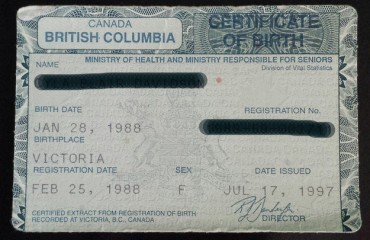 CANADA
BRITISH COLUMBIA
CERTIFICATE
OF BIRTH
MINISTRY OF HEALTH AND MINISTRY RESPONSIBLE FOR SENIORS
Division of Vital Statistics
NAME
BIRTH DATE
REGISTRATION No.
JAN 28, 1988
BIRTHPLACE
VICTORIA
REGISTRATION DATE SEX DATE ISSUED
FEB 25, 1988 F JUL 17, 1997
CERTIFIED EXTRACT FROM REGISTRATION OF BIRTH
RECORDED AT VICTORIA, B.C., CANADA
DIRECTOR